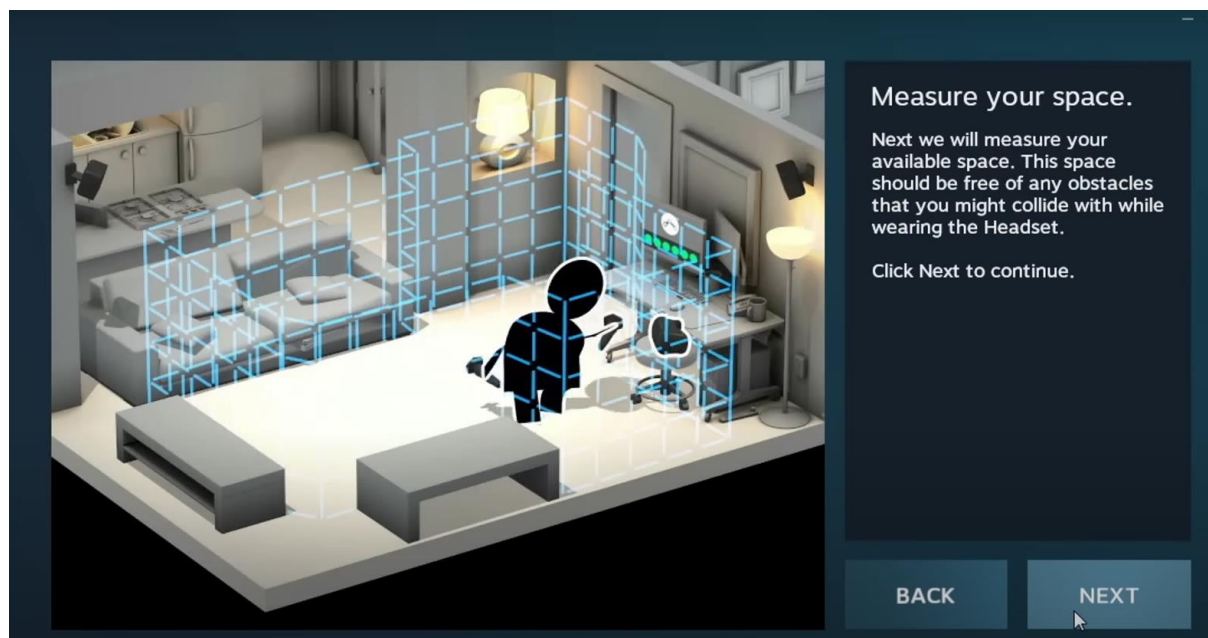 Measure your space.
Next we will measure your
available space. This space
should be free of any obstacles
that you might collide with while
wearing the Headset.
Click Next to continue.
BACK
NEXT